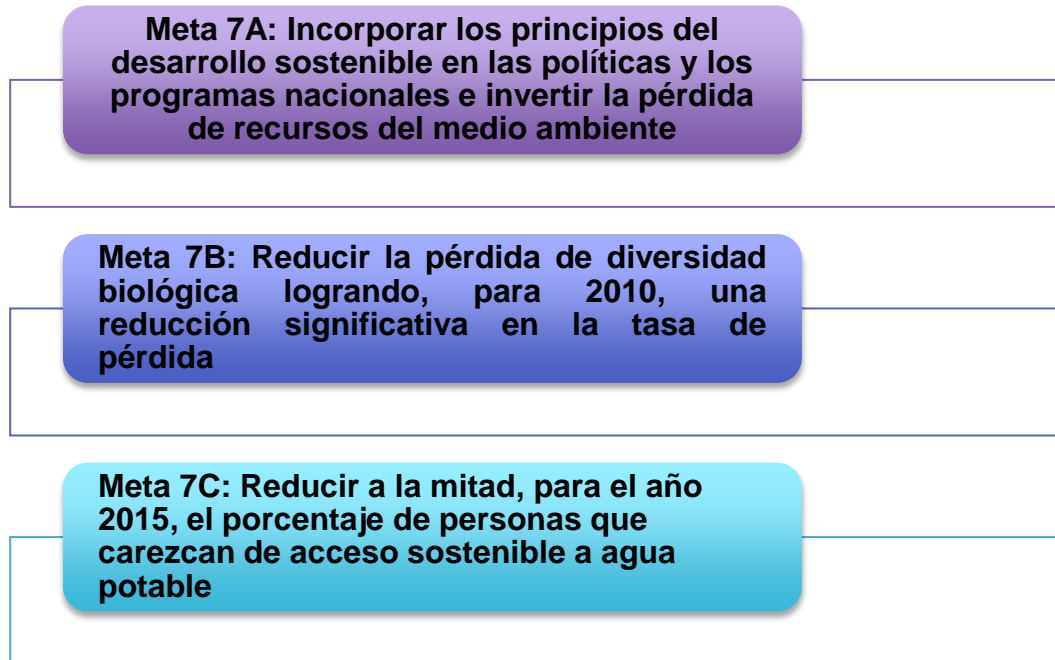 Meta 7A: Incorporar los principios del
desarrollo sostenible en las políticas y los
programas nacionales e invertir la pérdida
de recursos del medio ambiente
Meta 7B: Reducir la pérdida de diversidad
biológica logrando, para 2010, una
reducción significativa en la tasa de
pérdida
Meta 7C: Reducir a la mitad, para el año
2015, el porcentaje de personas que
carezcan de acceso sostenible a agua
potable